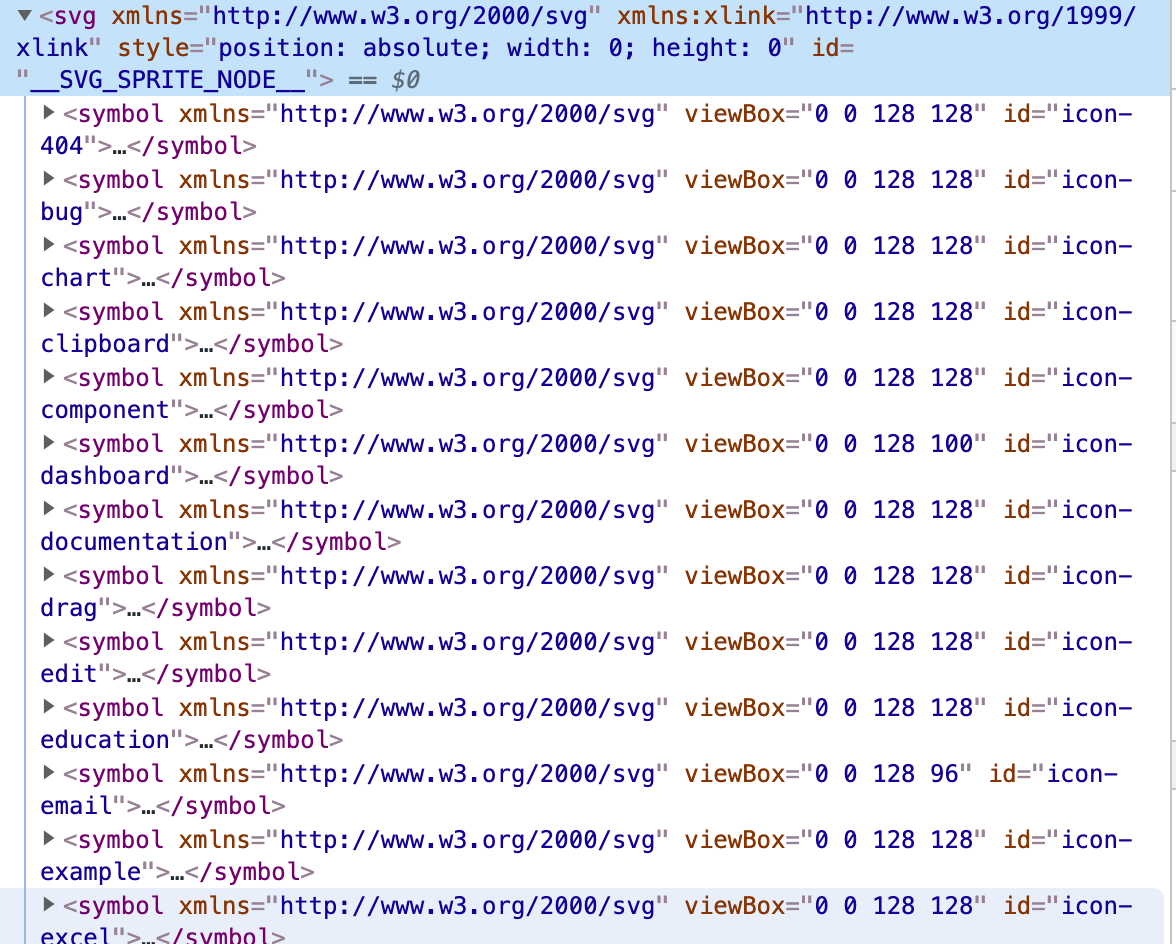 ▼<svg xmlns="http://www.w3.org/2000/svg" xmlns:xlink="http://www.w3.org/1999/
xlink" style="position: absolute; width: 0; height: 0" id=
"__SVG_SPRITE_NODE__"> == $0
▶<symbol xmlns="http://www.w3.org/2000/svg" viewBox="0 0 128 128" id="icon-
404">…</symbol>
▶<symbol xmlns="http://www.w3.org/2000/svg" viewBox="0 0 128 128" id="icon-
bug">…</symbol>
▶<symbol xmlns="http://www.w3.org/2000/svg" viewBox="0 0 128 128" id="icon-
chart">…</symbol>
▶<symbol xmlns="http://www.w3.org/2000/svg" viewBox="0 0 128 128" id="icon-
clipboard">…</symbol>
▶<symbol xmlns="http://www.w3.org/2000/svg" viewBox="0 0 128 128" id="icon-
component">…</symbol>
▶<symbol xmlns="http://www.w3.org/2000/svg" viewBox="0 0 128 100" id="icon-
dashboard">…</symbol>
▶<symbol xmlns="http://www.w3.org/2000/svg" viewBox="0 0 128 128" id="icon-
documentation">…</symbol>
▶<symbol xmlns="http://www.w3.org/2000/svg" viewBox="0 0 128 128" id="icon-
drag">…</symbol>
▶<symbol xmlns="http://www.w3.org/2000/svg" viewBox="0 0 128 128" id="icon-
edit">…</symbol>
▶<symbol xmlns="http://www.w3.org/2000/svg" viewBox="0 0 128 128" id="icon-
education">…</symbol>
▶<symbol xmlns="http://www.w3.org/2000/svg" viewBox="0 0 128 96" id="icon-
email">…</symbol>
▶<symbol xmlns="http://www.w3.org/2000/svg" viewBox="0 0 128 128" id="icon-
example">…</symbol>
▶<symbol xmlns="http://www.w3.org/2000/svg" viewBox="0 0 128 128" id="icon-
excel">…</symbol>